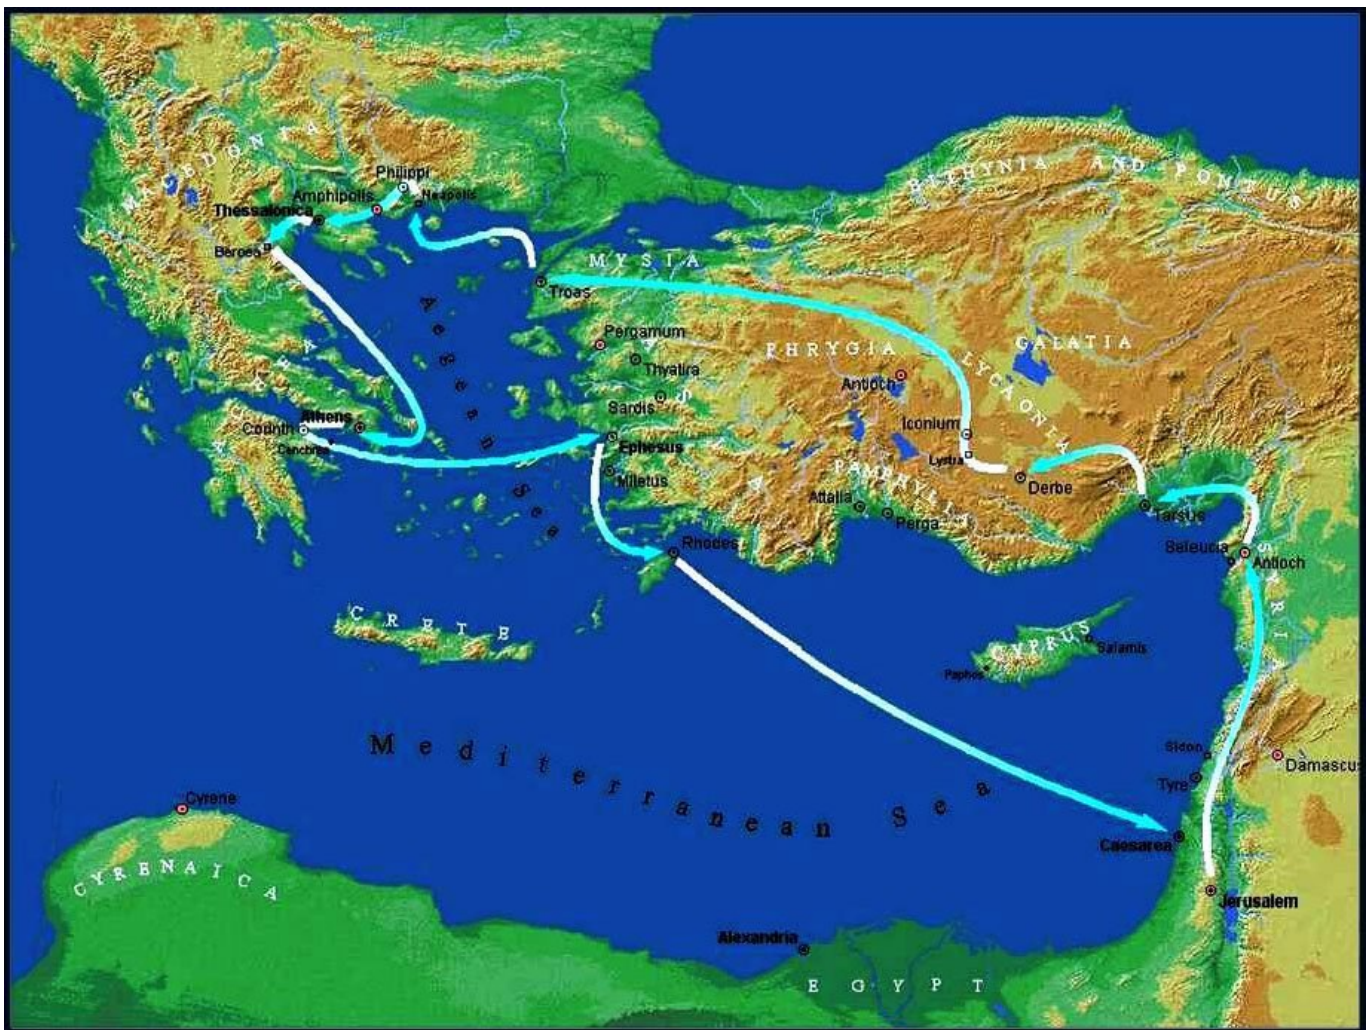 MACEDONIA
Philippi
Neapolis
Amphipolis
Thessalonica
Beroea
BITHYNIA AND PONTUS
MYSIA
Troas
Aegean Sea
Pergamum
Thyatira
Sardis
ASIA
PHRYGIA
GALATIA
LYCAONIA
Antioch
Iconium
Lystra
Derbe
Tarsus
PAMPHYLIA
Attalia
Perga
Athens
Corinth
Cenchrea
Ephesus
Miletus
Rhodes
Seleucia
Antioch
SYRIA
CRETE
CYPRUS
Salamis
Paphos
Mediterranean Sea
Sidon
Tyre
Damascus
Caesarea
Jerusalem
Cyrene
CYRENAICA
Alexandria
EGYPT